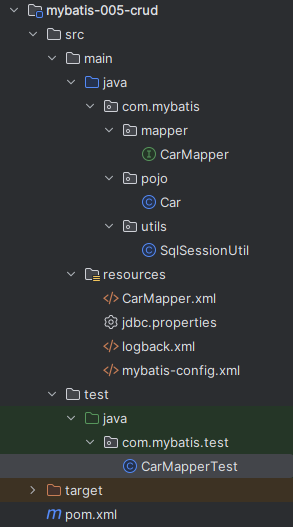 mybatis-005-crud
src
main
java
com.mybatis
mapper
CarMapper
pojo
Car
utils
SqlSessionUtil
resources
CarMapper.xml
jdbc.properties
logback.xml
mybatis-config.xml
test
java
com.mybatis.test
CarMapperTest
target
pom.xml